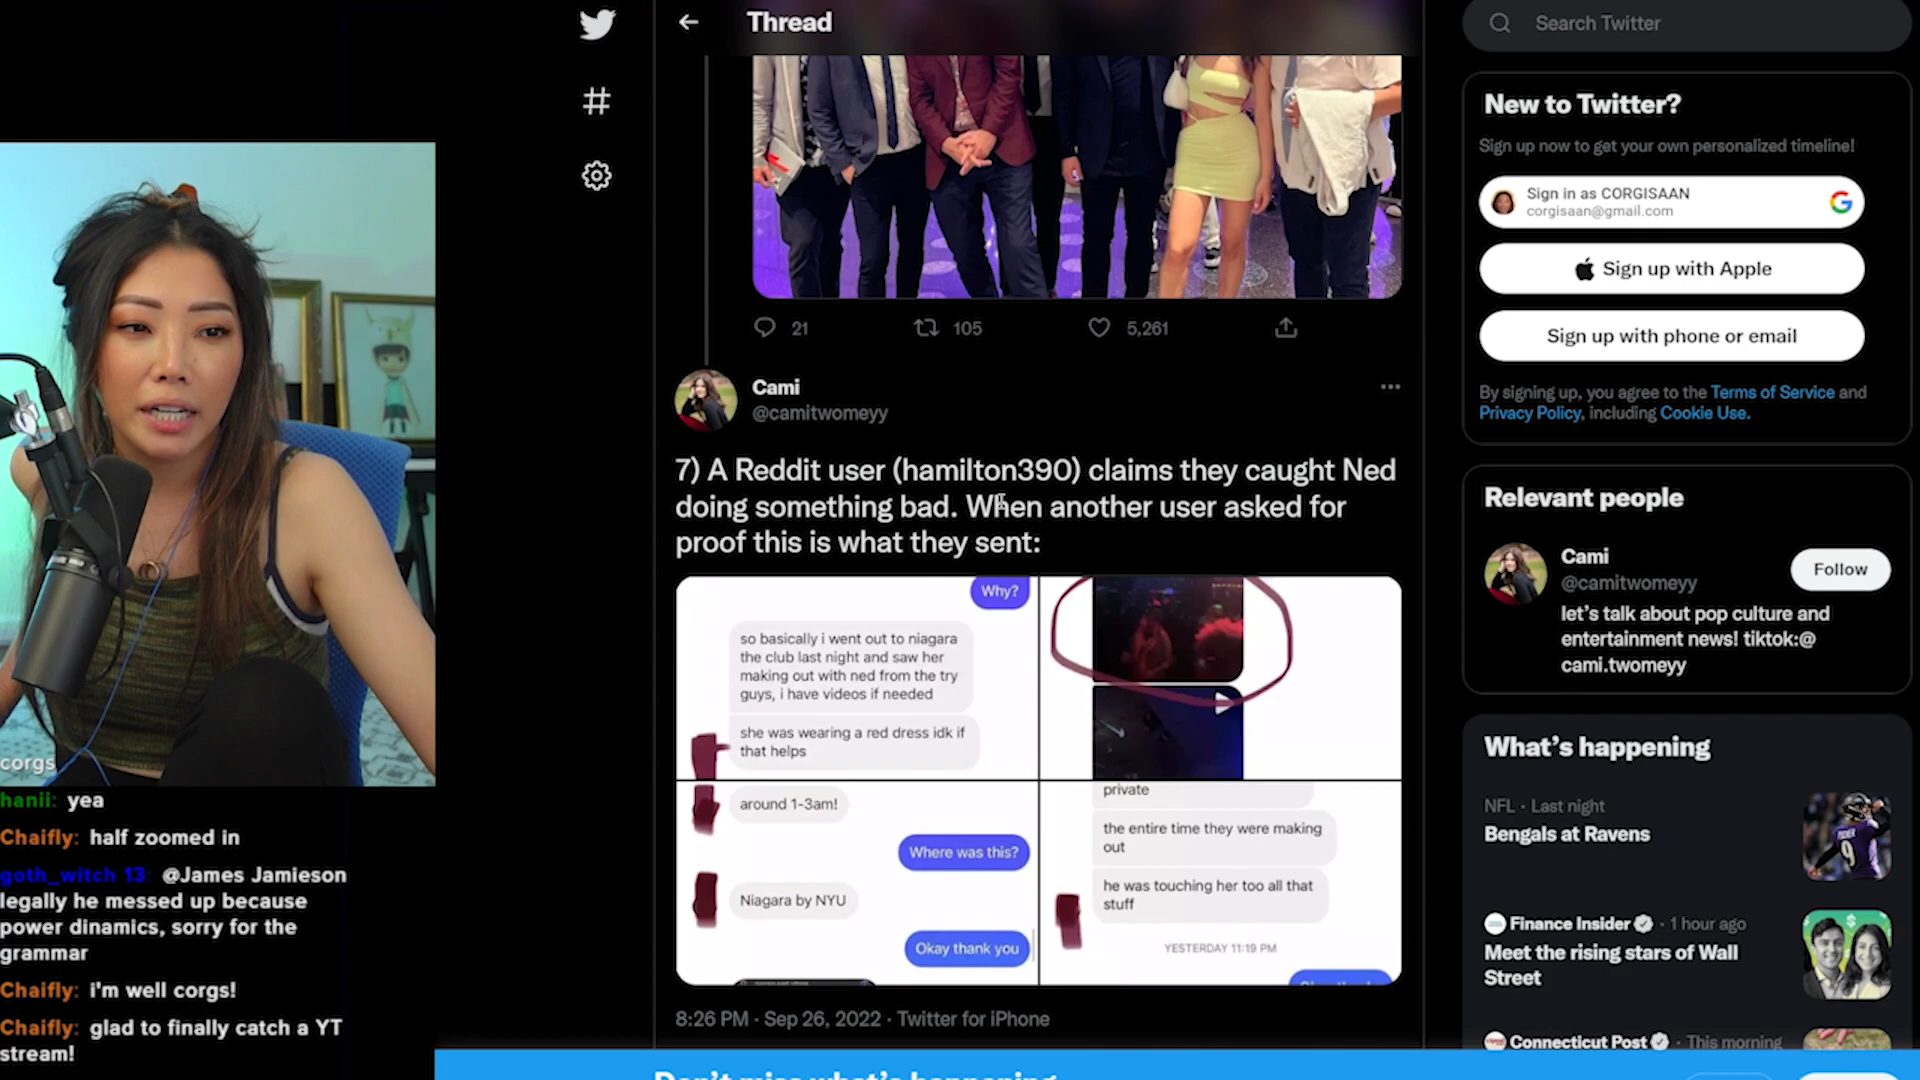 Thread
21
105
5,261
Cami
@camitwomeyy
7) A Reddit user (hamilton390) claims they caught Ned
doing something bad. When another user asked for
proof this is what they sent:
Why?
so basically i went out to niagara
the club last night and saw her
making out with ned from the try
guys, i have videos if needed
she was wearing a red dress idk if
that helps
around 1-3am!
Where was this?
Niagara by NYU
Okay thank you
private
the entire time they were making
out
he was touching her too all that
stuff
YESTERDAY 11:19 PM
8:26 PM · Sep 26, 2022 · Twitter for iPhone
Don't miss what's happening
Search Twitter
New to Twitter?
Sign up now to get your own personalized timeline!
Sign in as CORGISAAN
corgisaan@gmail.com
Sign up with Apple
Sign up with phone or email
By signing up, you agree to the Terms of Service and
Privacy Policy, including Cookie Use.
Relevant people
Cami
@camitwomeyy
Follow
let's talk about pop culture and
entertainment news! tiktok:@
cami.twomeyy
What's happening
NFL · Last night
Bengals at Ravens
Finance Insider · 1 hour ago
Meet the rising stars of Wall
Street
Connecticut Post · This morning
corgs
hanii: yea
Chaifly: half zoomed in
goth_witch 13: @James Jamieson
legally he messed up because
power dinamics, sorry for the
grammar
Chaifly: i'm well corgs!
Chaifly: glad to finally catch a YT
stream!